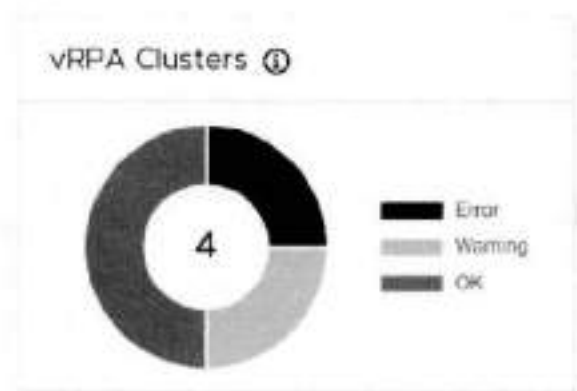 vRPA Clusters ⓘ
4
Error
Warning
OK